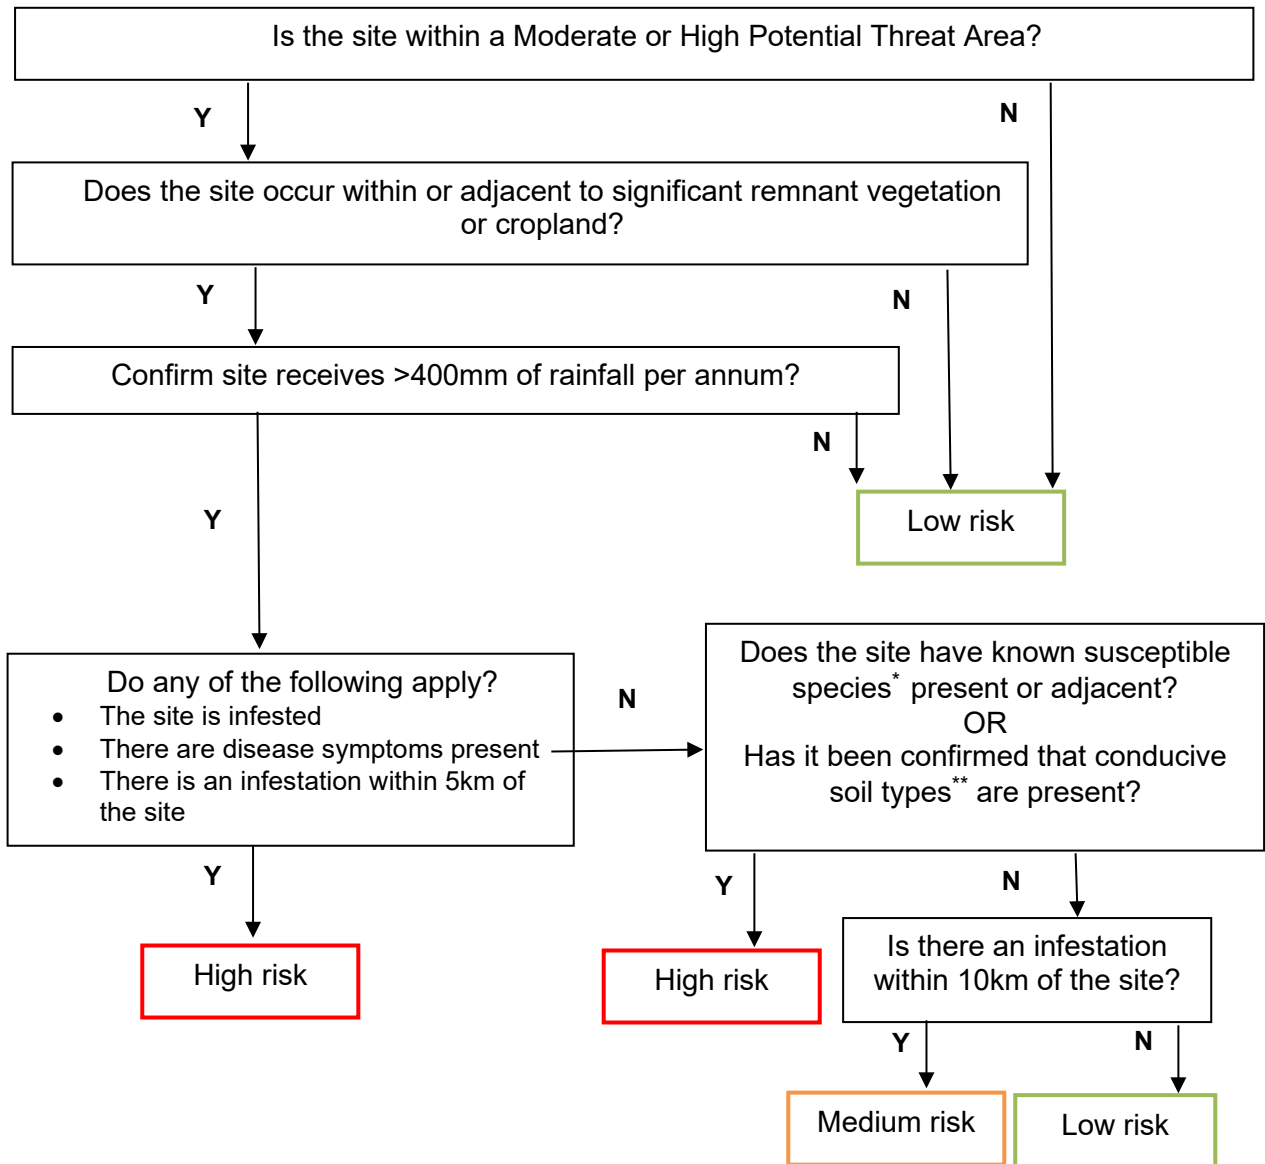 Is the site within a Moderate or High Potential Threat Area?
Y
N
Does the site occur within or adjacent to significant remnant vegetation
or cropland?
Y
N
Confirm site receives >400mm of rainfall per annum?
N
Y
Low risk
Do any of the following apply?
• The site is infested
• There are disease symptoms present
• There is an infestation within 5km of
the site
N
Does the site have known susceptible
species* present or adjacent?
OR
Has it been confirmed that conducive
soil types** are present?
Y
Y
N
High risk
High risk
Is there an infestation
within 10km of the site?
Y
N
Medium risk
Low risk